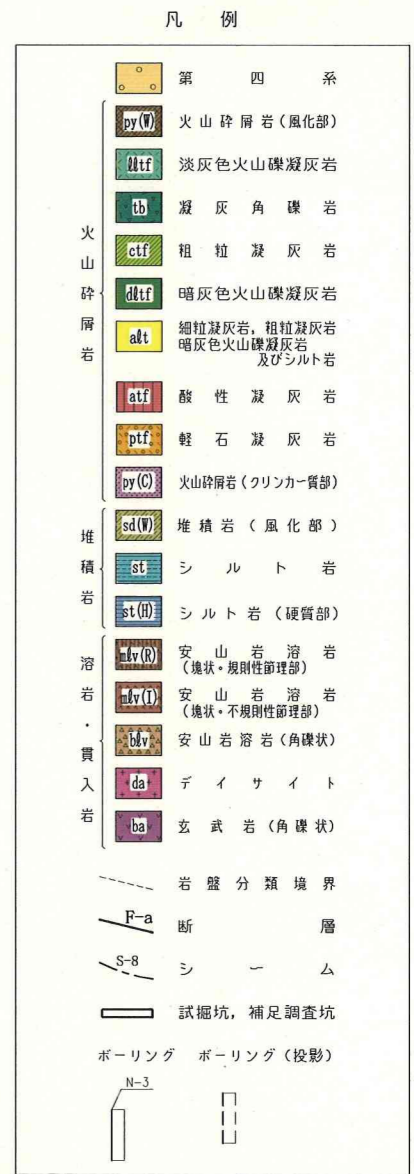 凡例
第四系
火山砕屑岩
py(W) 火山砕屑岩(風化部)
lltf 淡灰色火山礫凝灰岩
tb 凝灰角礫岩
ctf 粗粒凝灰岩
dltf 暗灰色火山礫凝灰岩
alt 細粒凝灰岩,粗粒凝灰岩
暗灰色火山礫凝灰岩
及びシルト岩
atf 酸性凝灰岩
ptf 軽石凝灰岩
py(C) 火山砕屑岩(クリンカー質部)
堆積岩
sd(W) 堆積岩(風化部)
st シルト岩
st(H) シルト岩(硬質部)
溶岩・貫入岩
mlv(R) 安山岩溶岩
(塊状・規則性節理部)
mlv(I) 安山岩溶岩
(塊状・不規則性節理部)
blv 安山岩溶岩(角礫状)
da デイサイト
ba 玄武岩(角礫状)
岩盤分類境界
F-a 断層
S-8 シーム
試掘坑,補足調査坑
ボーリング ボーリング(投影)
N-3